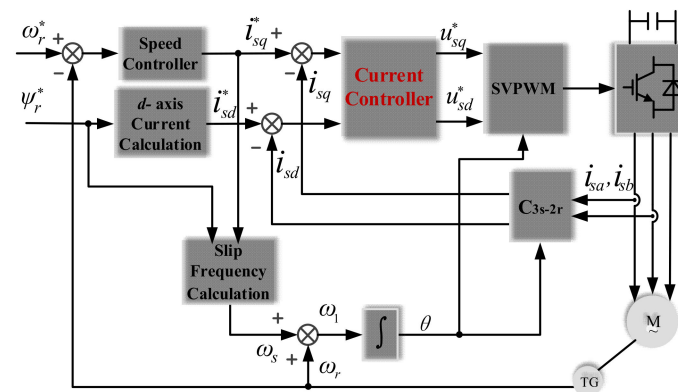 ω*r
+
−
Speed
Controller
i*sq
+
−
isq
Current
Controller
u*sq
u*sd
SVPWM
ψ*r
d- axis
Current
Calculation
i*sd
+
−
isd
isa, isb
C3s-2r
Slip
Frequency
Calculation
+
ωs
+
ωr
ω1
∫
θ
M
~
TG